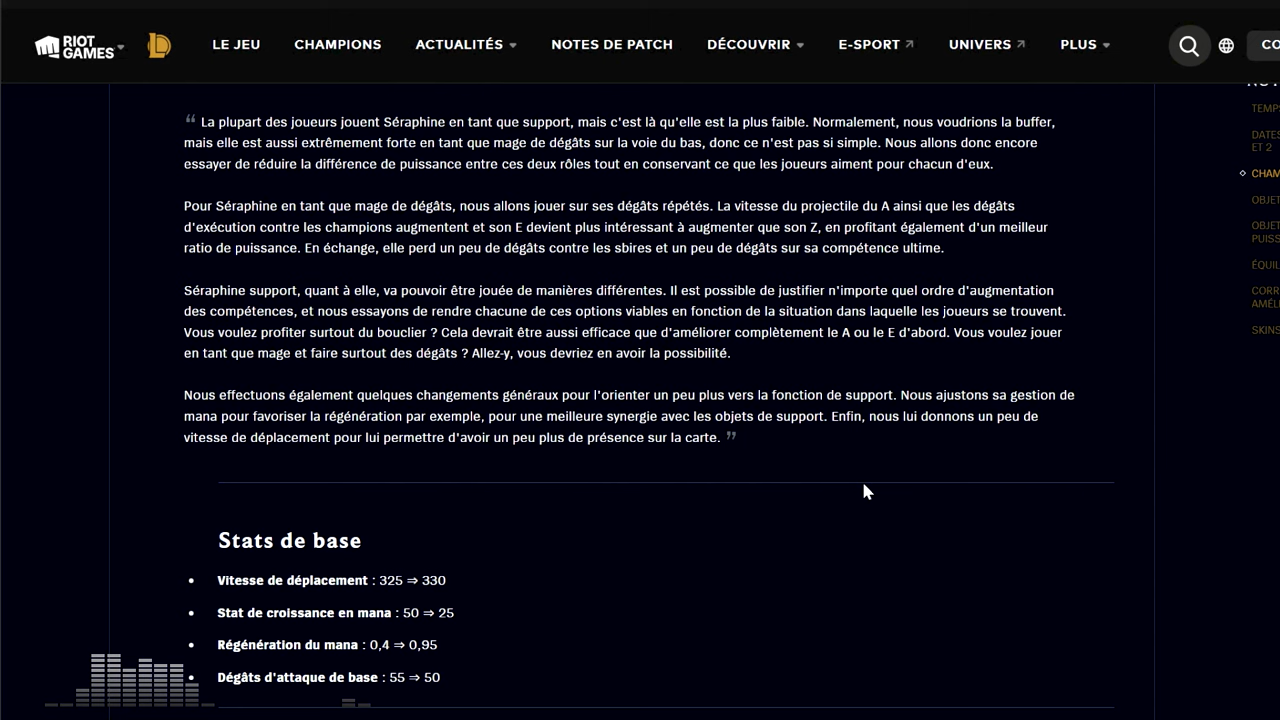 RIOT GAMES LE JEU CHAMPIONS ACTUALITÉS NOTES DE PATCH DÉCOUVRIR E-SPORT UNIVERS PLUS CO
“ La plupart des joueurs jouent Séraphine en tant que support, mais c'est là qu'elle est la plus faible. Normalement, nous voudrions la buffer,
mais elle est aussi extrêmement forte en tant que mage de dégâts sur la voie du bas, donc ce n'est pas si simple. Nous allons donc encore
essayer de réduire la différence de puissance entre ces deux rôles tout en conservant ce que les joueurs aiment pour chacun d'eux.
Pour Séraphine en tant que mage de dégâts, nous allons jouer sur ses dégâts répétés. La vitesse du projectile du A ainsi que les dégâts
d'exécution contre les champions augmentent et son E devient plus intéressant à augmenter que son Z, en profitant également d'un meilleur
ratio de puissance. En échange, elle perd un peu de dégâts contre les sbires et un peu de dégâts sur sa compétence ultime.
Séraphine support, quant à elle, va pouvoir être jouée de manières différentes. Il est possible de justifier n'importe quel ordre d'augmentation
des compétences, et nous essayons de rendre chacune de ces options viables en fonction de la situation dans laquelle les joueurs se trouvent.
Vous voulez profiter surtout du bouclier ? Cela devrait être aussi efficace que d'améliorer complètement le A ou le E d'abord. Vous voulez jouer
en tant que mage et faire surtout des dégâts ? Allez-y, vous devriez en avoir la possibilité.
Nous effectuons également quelques changements généraux pour l'orienter un peu plus vers la fonction de support. Nous ajustons sa gestion de
mana pour favoriser la régénération par exemple, pour une meilleure synergie avec les objets de support. Enfin, nous lui donnons un peu de
vitesse de déplacement pour lui permettre d'avoir un peu plus de présence sur la carte. ”
Stats de base
• Vitesse de déplacement : 325 ⇒ 330
• Stat de croissance en mana : 50 ⇒ 25
• Régénération du mana : 0,4 ⇒ 0,95
• Dégâts d'attaque de base : 55 ⇒ 50
TEMP
DATES
ET 2
CHAM
OBJET
OBJET
PUISS
ÉQUIL
CORR
AMÉLI
SKINS